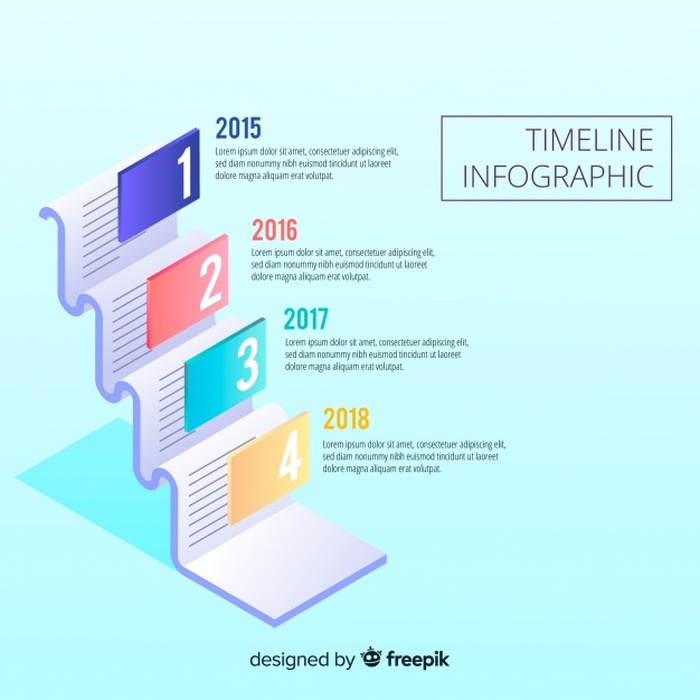 TIMELINE
INFOGRAPHIC
1
2015
Lorem ipsum dolor sit amet, consectetuer adipiscing elit,
sed diam nonummy nibh euismod tincidunt ut laoreet
dolore magna aliquam erat volutpat.
2
2016
Lorem ipsum dolor sit amet, consectetuer adipiscing elit,
sed diam nonummy nibh euismod tincidunt ut laoreet
dolore magna aliquam erat volutpat.
3
2017
Lorem ipsum dolor sit amet, consectetuer adipiscing elit,
sed diam nonummy nibh euismod tincidunt ut laoreet
dolore magna aliquam erat volutpat.
4
2018
Lorem ipsum dolor sit amet, consectetuer adipiscing elit,
sed diam nonummy nibh euismod tincidunt ut laoreet
dolore magna aliquam erat volutpat.
designed by freepik